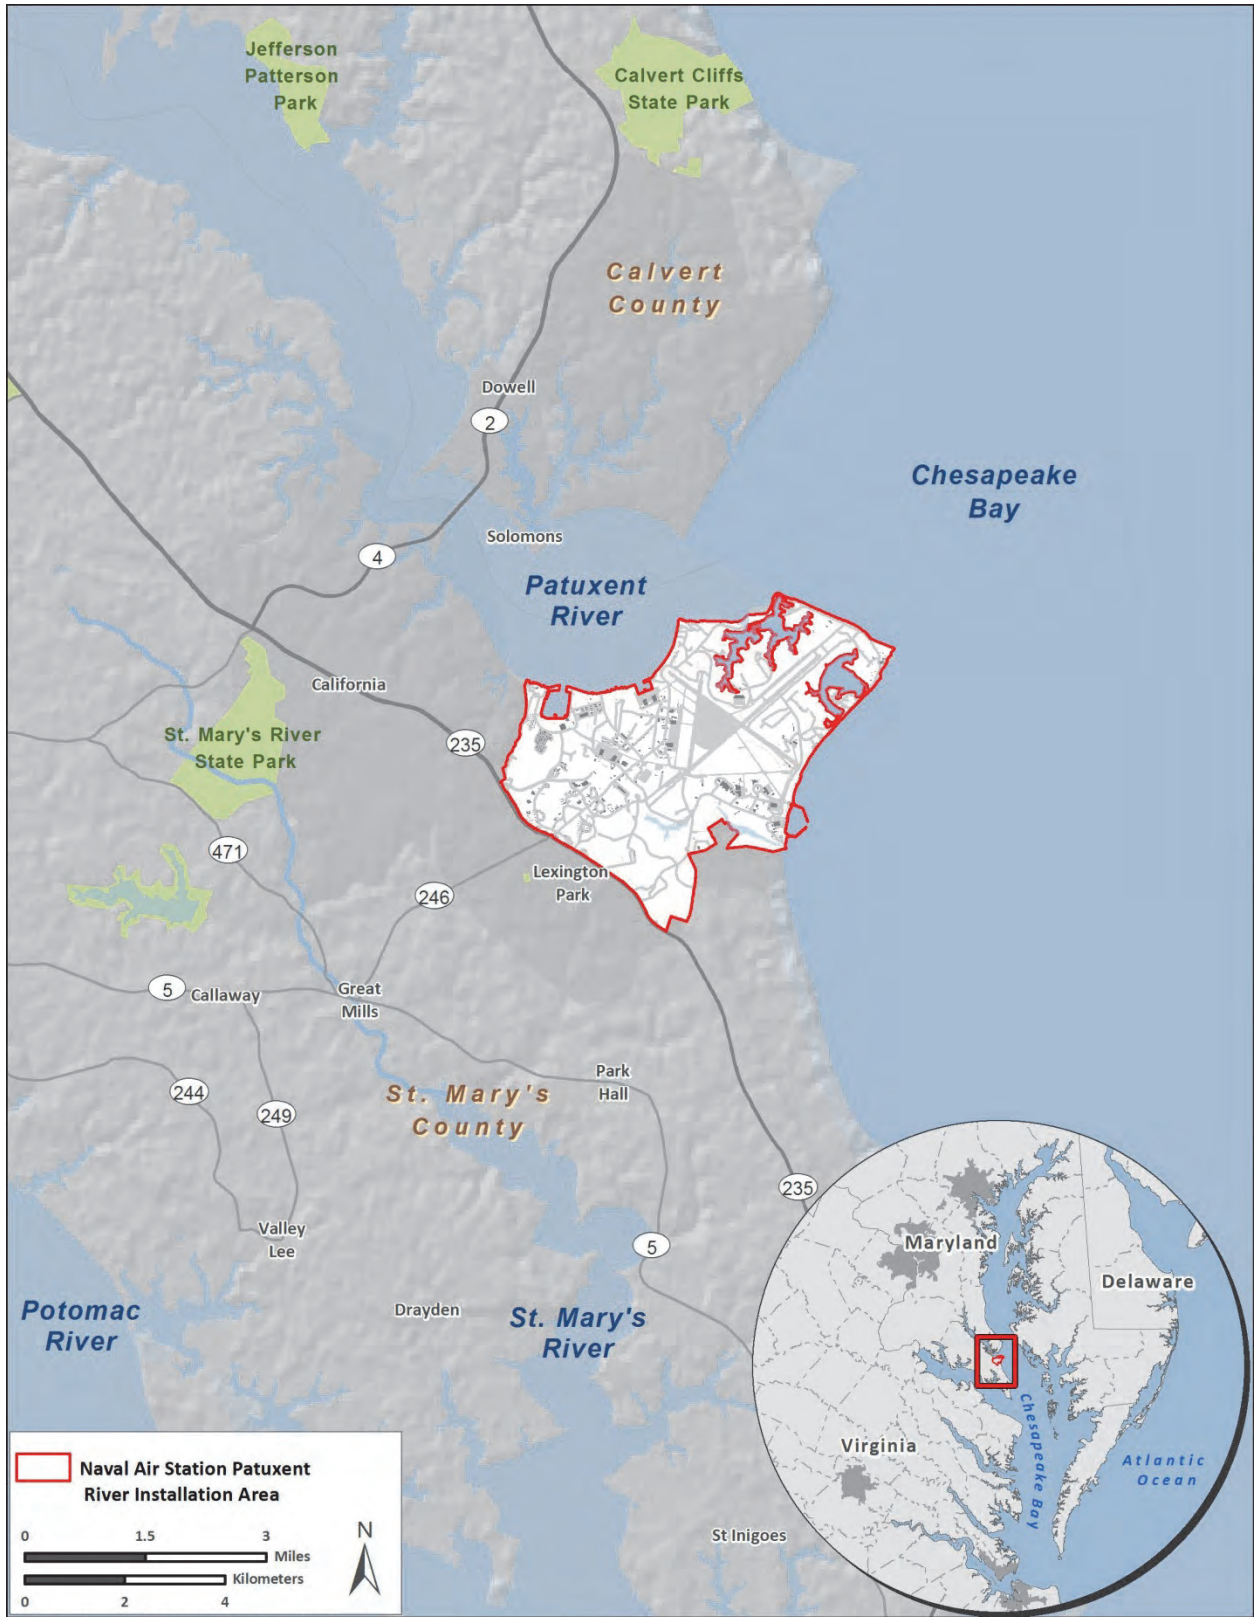 Jefferson
Patterson
Park
Calvert Cliffs
State Park
Calvert
County
Dowell
2
Chesapeake
Bay
Solomons
4
Patuxent
River
California
St. Mary's River
State Park
235
471
Lexington
Park
246
5
Callaway
Great
Mills
Park
Hall
244
249
St. Mary's
County
235
Valley
Lee
5
Maryland
Delaware
Potomac
River
Drayden
St. Mary's
River
Chesapeake Bay
Virginia
Atlantic
Ocean
Naval Air Station Patuxent
River Installation Area
0 1.5 3
Miles
Kilometers
0 2 4
N
St Inigoes